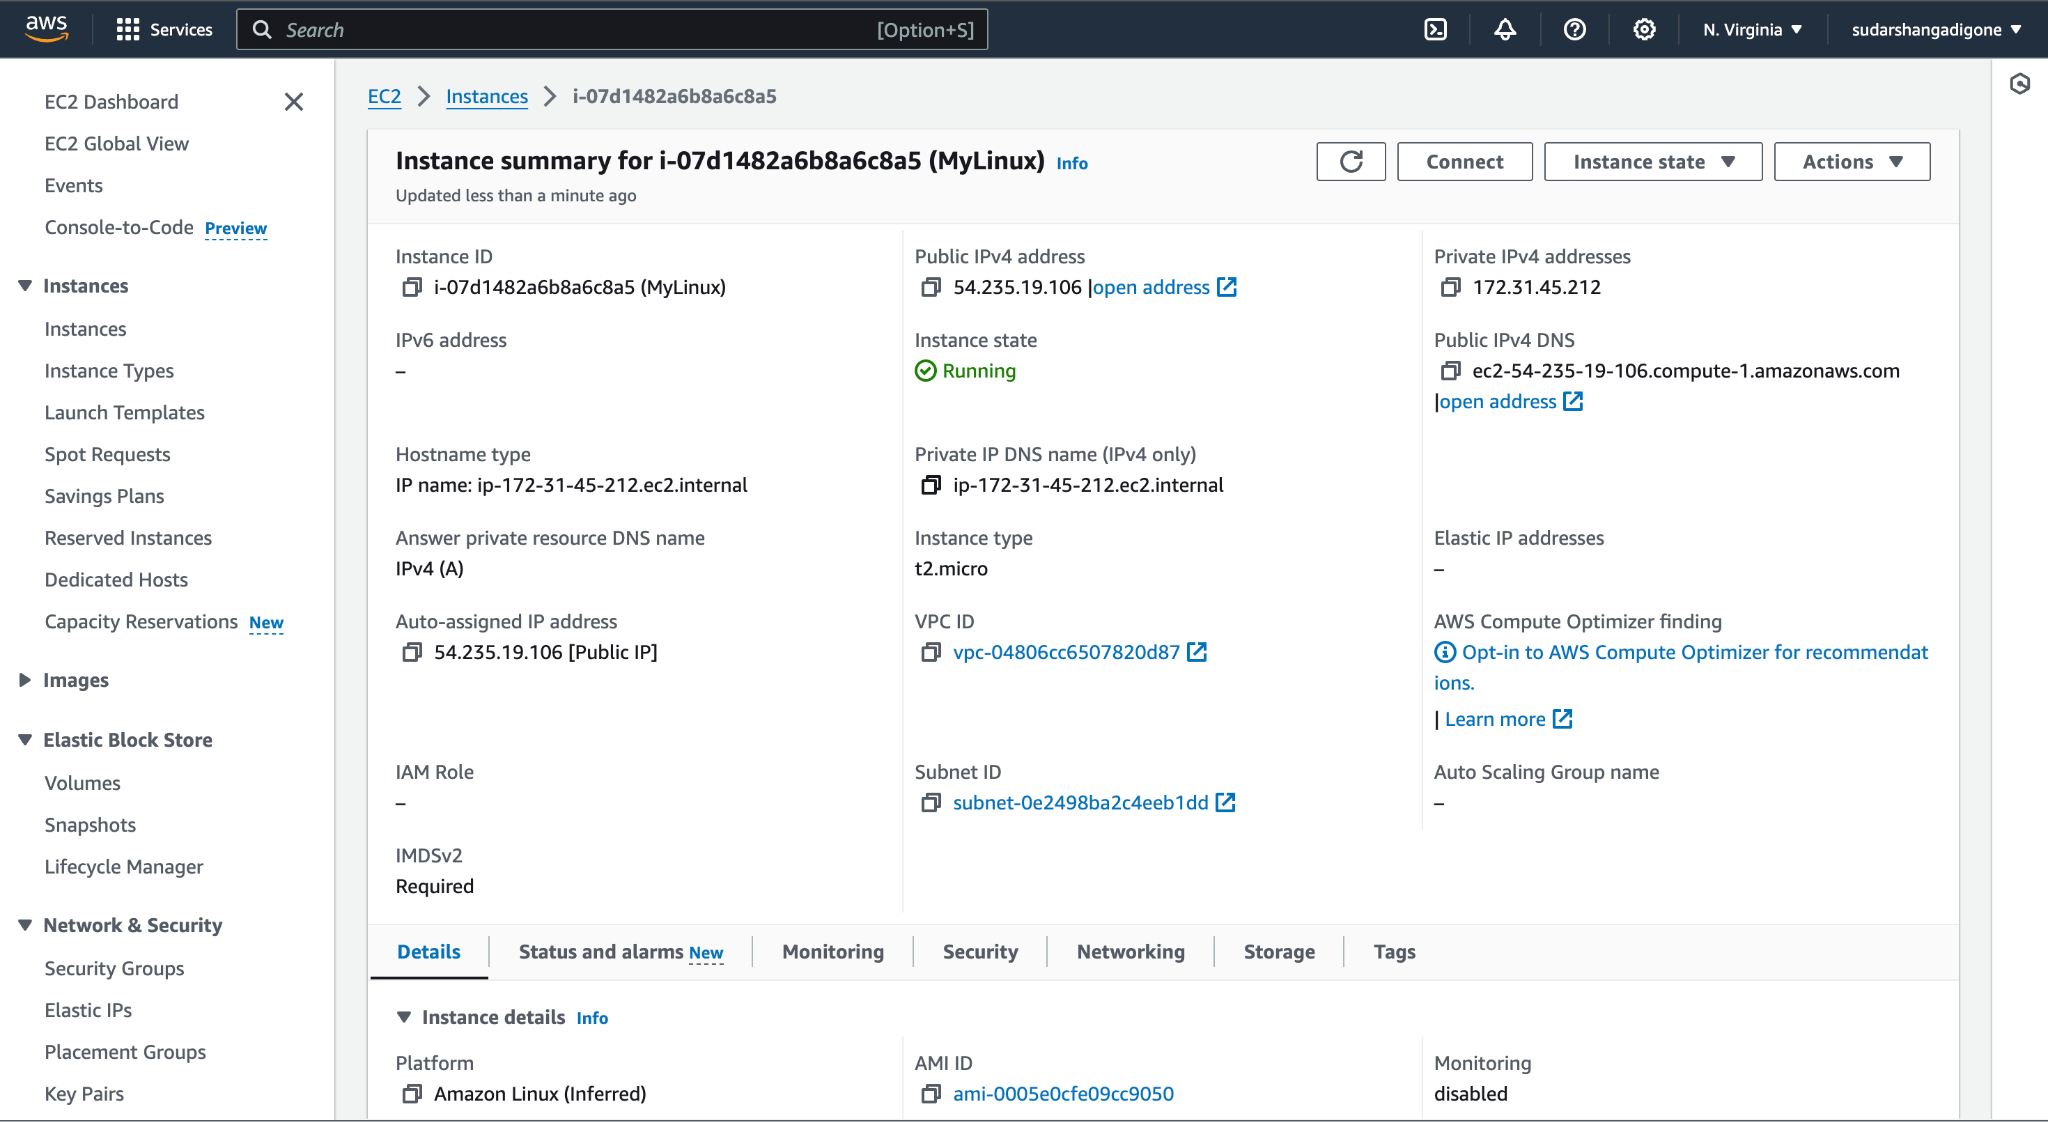 aws
Services
Search
[Option+S]
N. Virginia
sudarshangadigone
EC2 Dashboard
EC2 Global View
Events
Console-to-Code Preview
Instances
Instances
Instance Types
Launch Templates
Spot Requests
Savings Plans
Reserved Instances
Dedicated Hosts
Capacity Reservations New
Images
Elastic Block Store
Volumes
Snapshots
Lifecycle Manager
Network & Security
Security Groups
Elastic IPs
Placement Groups
Key Pairs
EC2 > Instances > i-07d1482a6b8a6c8a5
Instance summary for i-07d1482a6b8a6c8a5 (MyLinux) Info
Updated less than a minute ago
Connect
Instance state
Actions
Instance ID
i-07d1482a6b8a6c8a5 (MyLinux)
Public IPv4 address
54.235.19.106 |open address
Private IPv4 addresses
172.31.45.212
IPv6 address
–
Instance state
Running
Public IPv4 DNS
ec2-54-235-19-106.compute-1.amazonaws.com
|open address
Hostname type
IP name: ip-172-31-45-212.ec2.internal
Private IP DNS name (IPv4 only)
ip-172-31-45-212.ec2.internal
Answer private resource DNS name
IPv4 (A)
Instance type
t2.micro
Elastic IP addresses
–
Auto-assigned IP address
54.235.19.106 [Public IP]
VPC ID
vpc-04806cc6507820d87
AWS Compute Optimizer finding
Opt-in to AWS Compute Optimizer for recommendat
ions.
| Learn more
IAM Role
–
Subnet ID
subnet-0e2498ba2c4eeb1dd
Auto Scaling Group name
–
IMDSv2
Required
Details
Status and alarms New
Monitoring
Security
Networking
Storage
Tags
Instance details Info
Platform
Amazon Linux (Inferred)
AMI ID
ami-0005e0cfe09cc9050
Monitoring
disabled